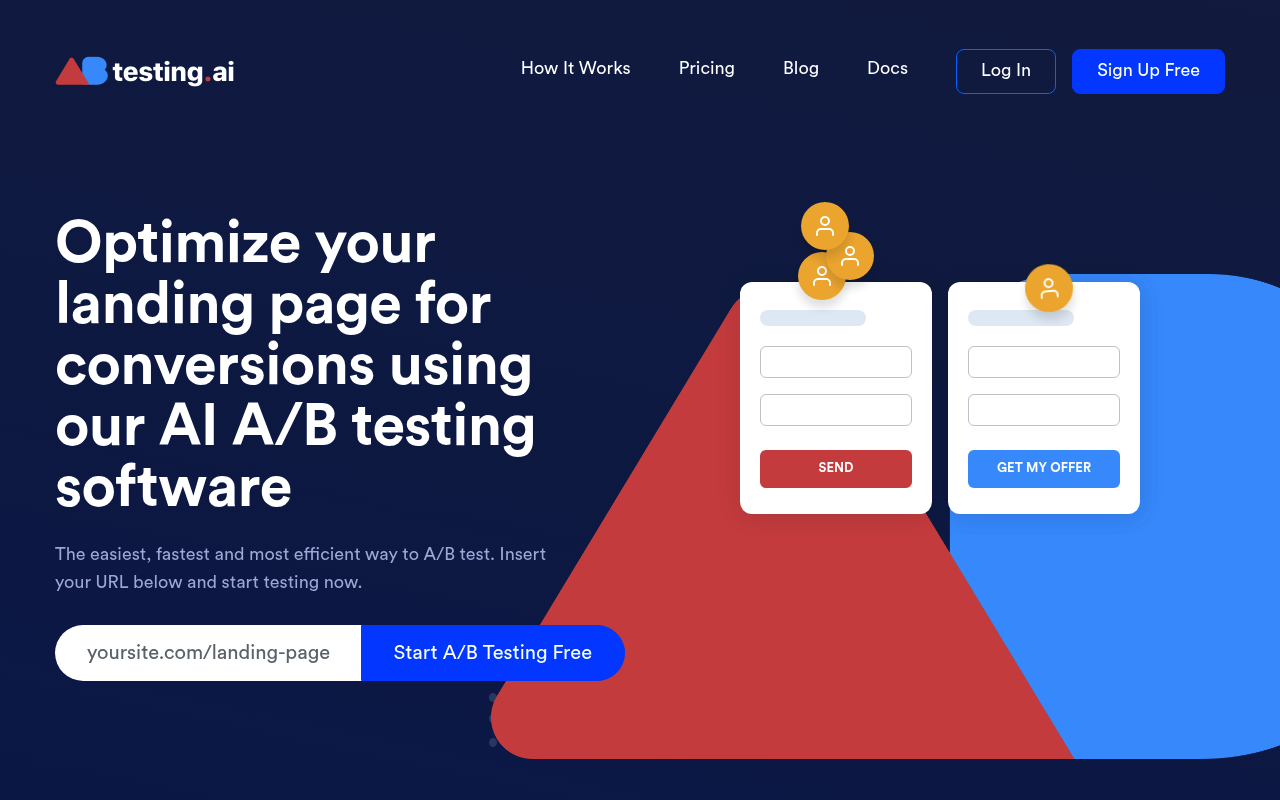 testing.ai
How It Works
Pricing
Blog
Docs
Log In
Sign Up Free
Optimize your
landing page for
conversions using
our AI A/B testing
software
The easiest, fastest and most efficient way to A/B test. Insert
your URL below and start testing now.
yoursite.com/landing-page
Start A/B Testing Free
SEND
GET MY OFFER